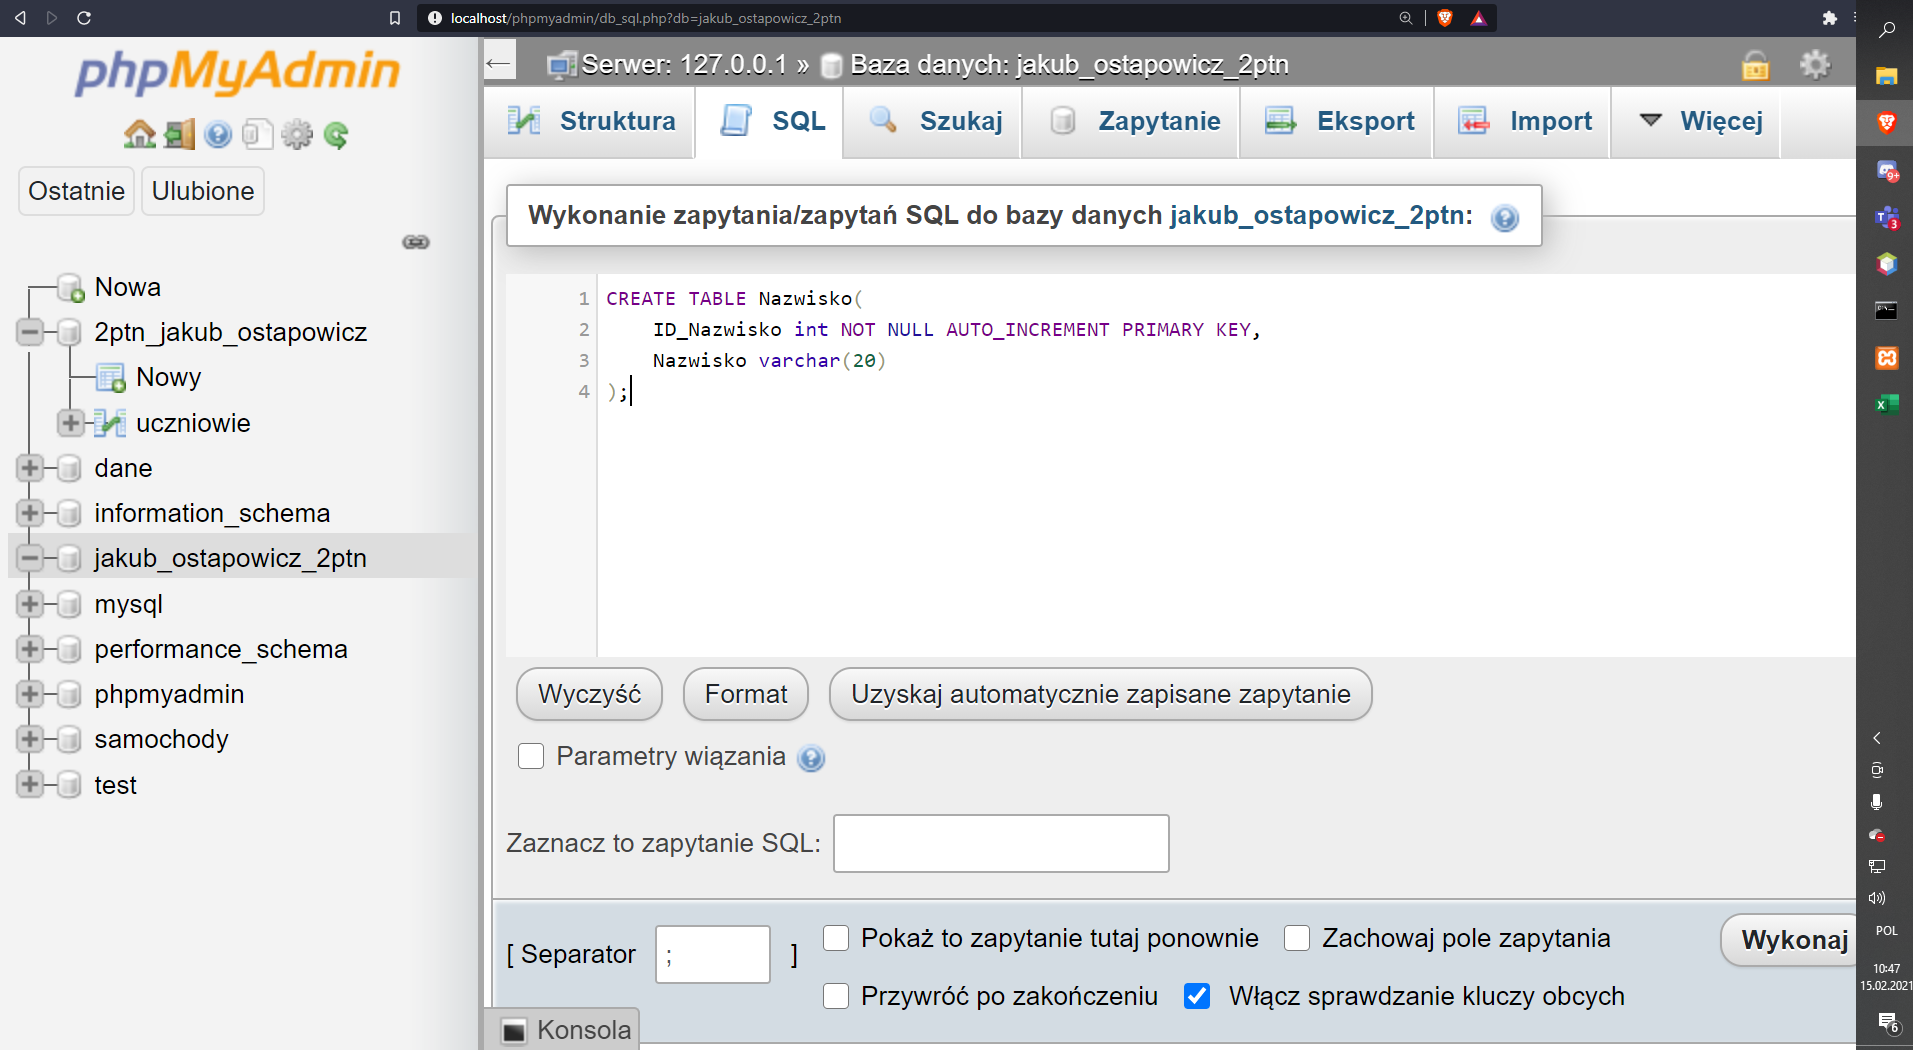 localhost/phpmyadmin/db_sql.php?db=jakub_ostapowicz_2ptn
phpMyAdmin
Ostatnie
Ulubione
Nowa
2ptn_jakub_ostapowicz
Nowy
uczniowie
dane
information_schema
jakub_ostapowicz_2ptn
mysql
performance_schema
phpmyadmin
samochody
test
Serwer: 127.0.0.1 » Baza danych: jakub_ostapowicz_2ptn
Struktura
SQL
Szukaj
Zapytanie
Eksport
Import
Więcej
Wykonanie zapytania/zapytań SQL do bazy danych jakub_ostapowicz_2ptn:
1 CREATE TABLE Nazwisko(
2 ID_Nazwisko int NOT NULL AUTO_INCREMENT PRIMARY KEY,
3 Nazwisko varchar(20)
4 );
Wyczyść
Format
Uzyskaj automatycznie zapisane zapytanie
Parametry wiązania
Zaznacz to zapytanie SQL:
[ Separator ; ]
Pokaż to zapytanie tutaj ponownie
Zachowaj pole zapytania
Przywróć po zakończeniu
Włącz sprawdzanie kluczy obcych
Wykonaj
Konsola
9+
3
POL
10:47
15.02.2021
6